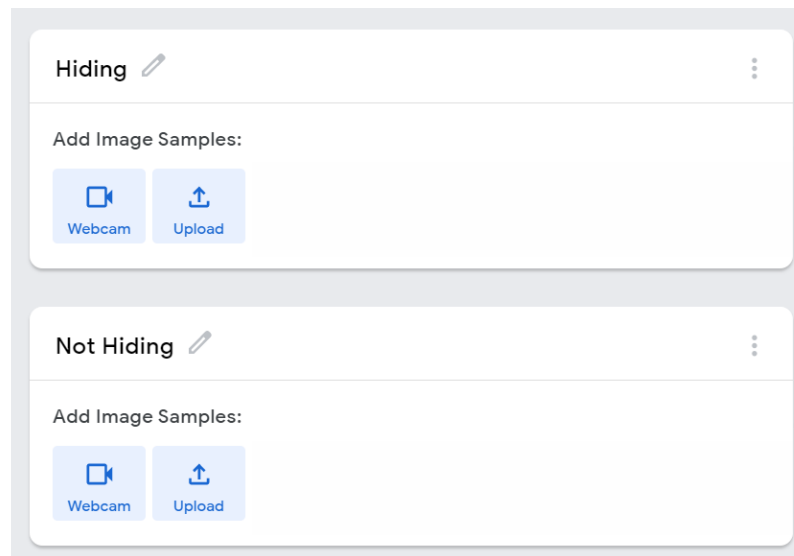 Hiding
Add Image Samples:
Webcam Upload
Not Hiding
Add Image Samples:
Webcam Upload